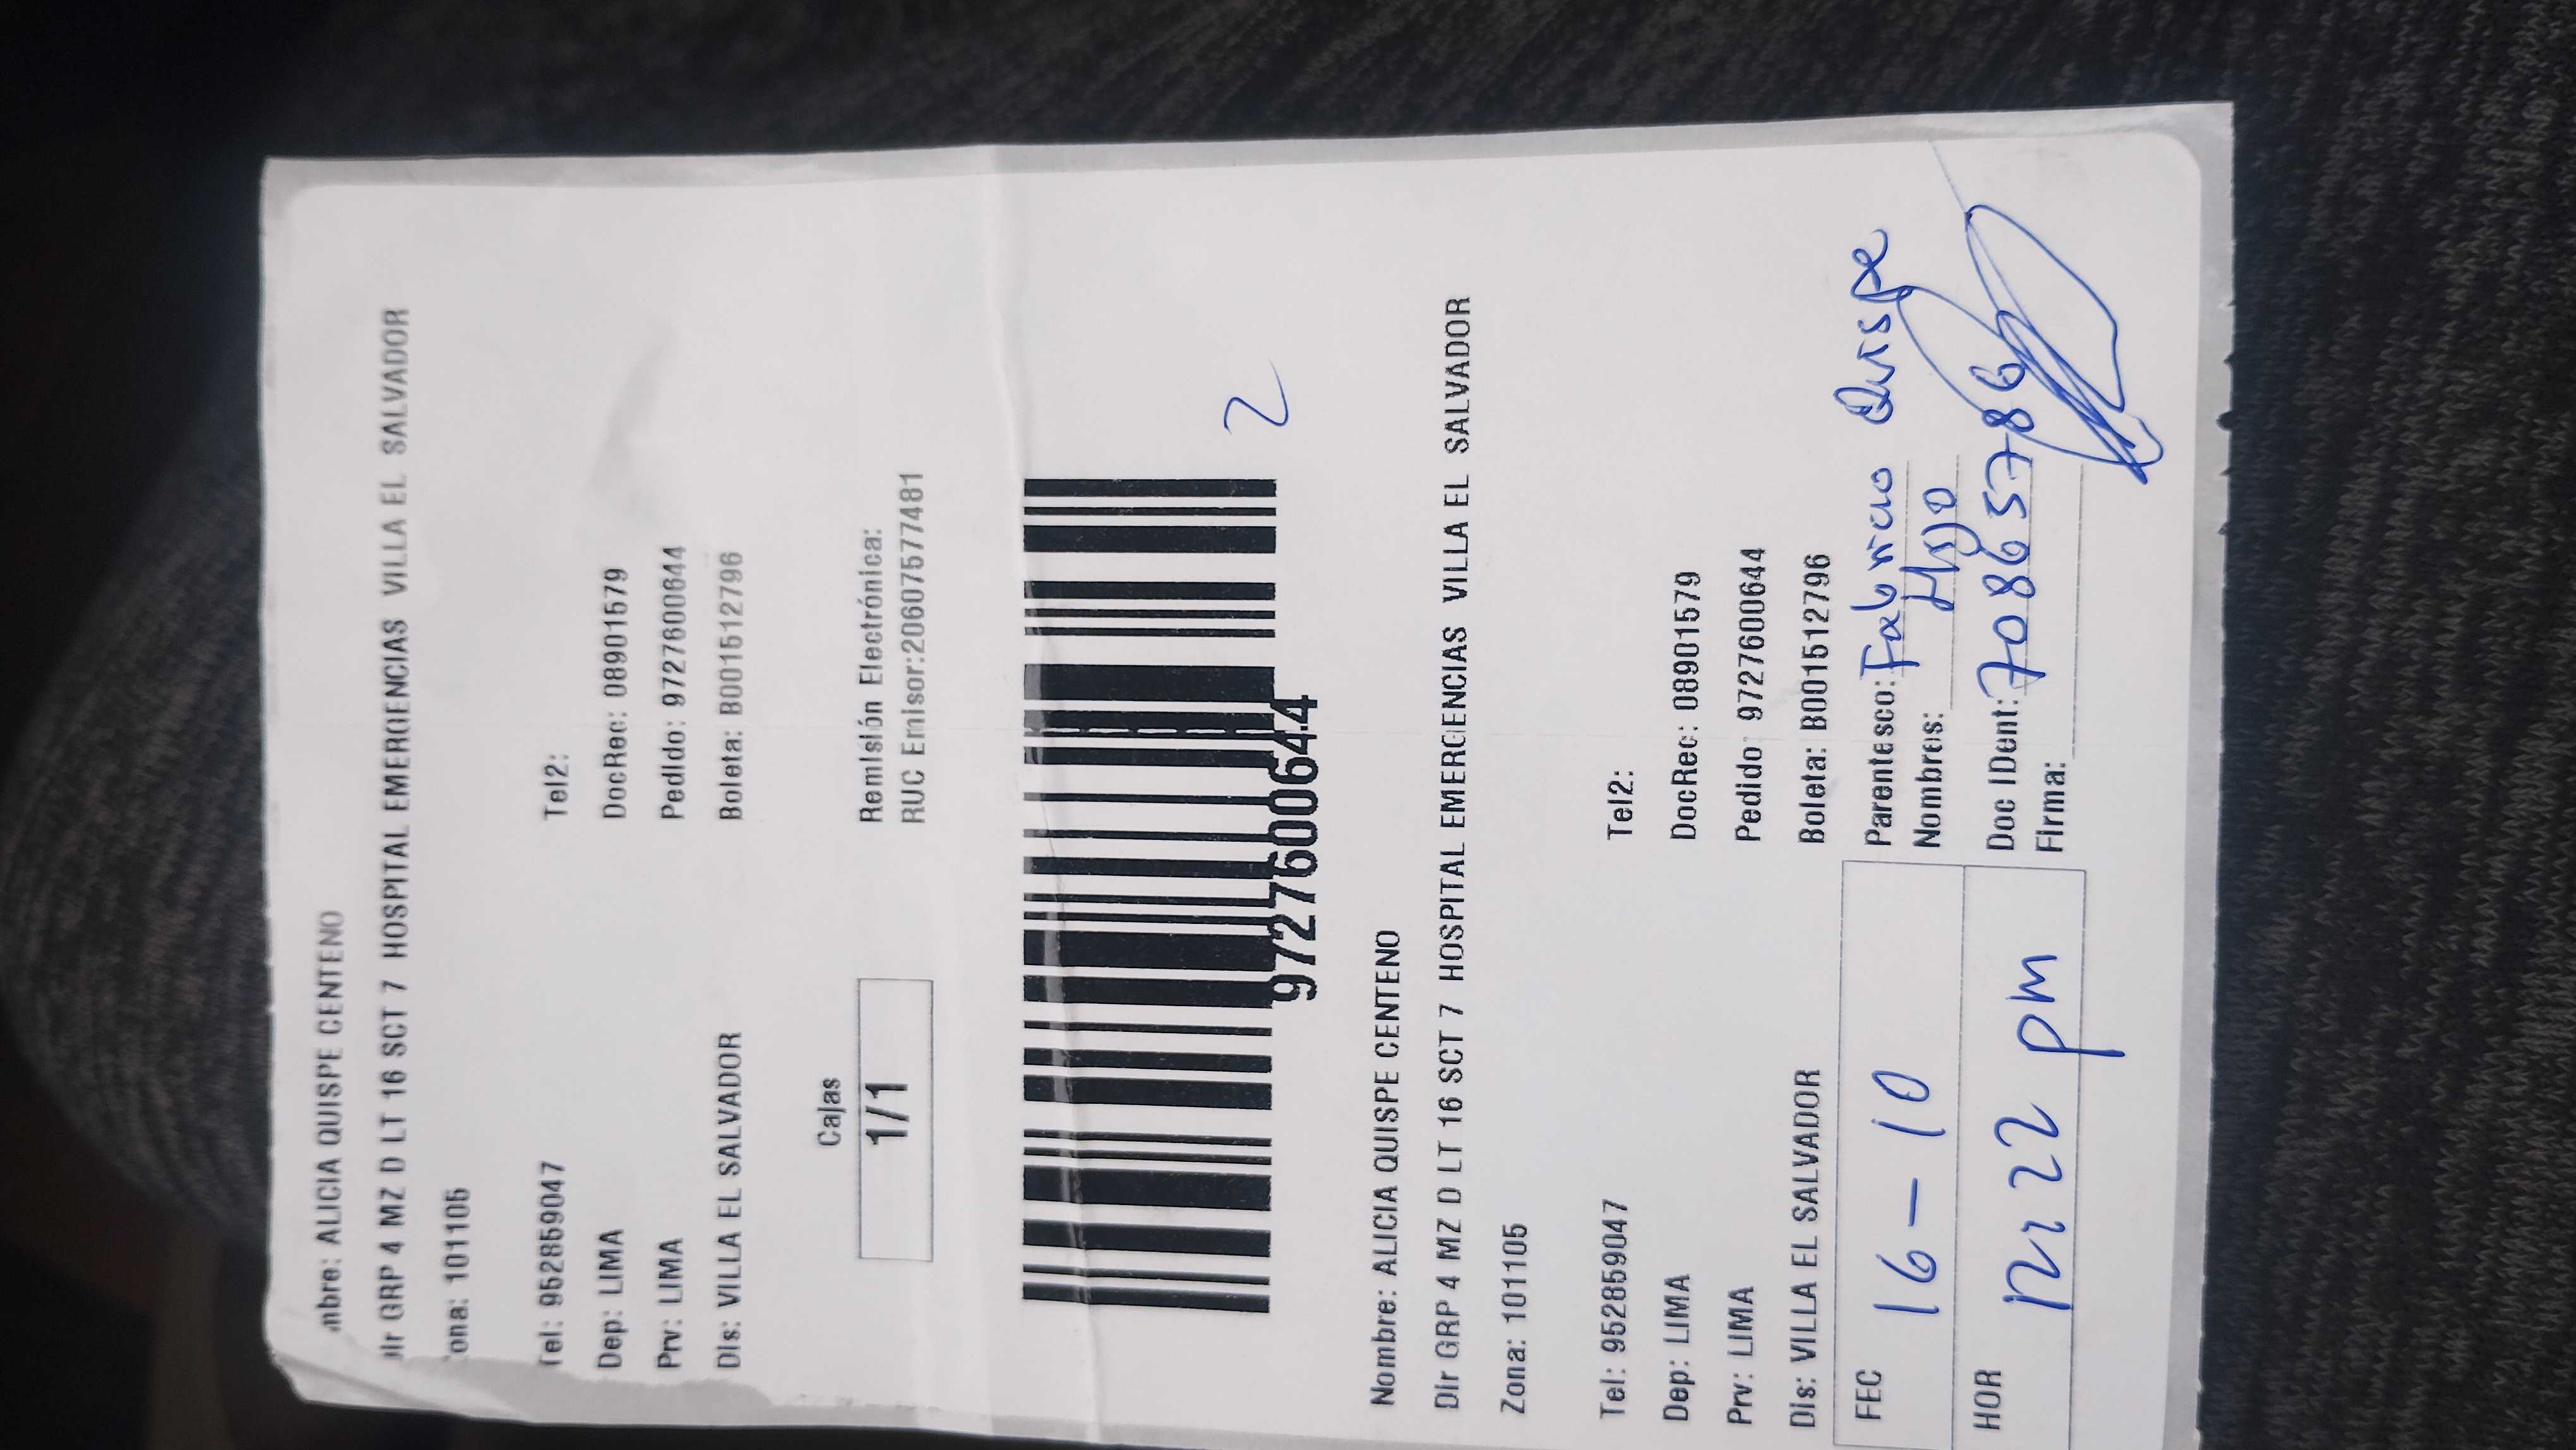 mbre: ALICIA QUISPE CENTENO
Dir GRP 4 MZ D LT 16 SCT 7 HOSPITAL EMERGENCIAS VILLA EL SALVADOR
ona: 101105
Tel: 952859047 Tel2:
Dep: LIMA DocRec: 08901579
Prv: LIMA Pedido: 972760 0644
Dis: VILLA EL SALVADOR Boleta: B001512796
Cajas
1/1
Remisión Electrónica:
RUC Emisor:20607577481
9727600644
2
Nombre: ALICIA QUISPE CENTENO
Dir GRP 4 MZ D LT 16 SCT 7 HOSPITAL EMERGENCIAS VILLA EL SALVADOR
Zona: 101105
Tel: 952859047 Tel2:
Dep: LIMA DocRec: 08901579
Prv: LIMA Pedido: 9727600644
Dis: VILLA EL SALVADOR Boleta: B001512796
FEC 16-10 Parentesco: Fabricio Quispe
Nombres: Hijo
HOR 12:22 pm Doc IDent: 70865786
Firma: